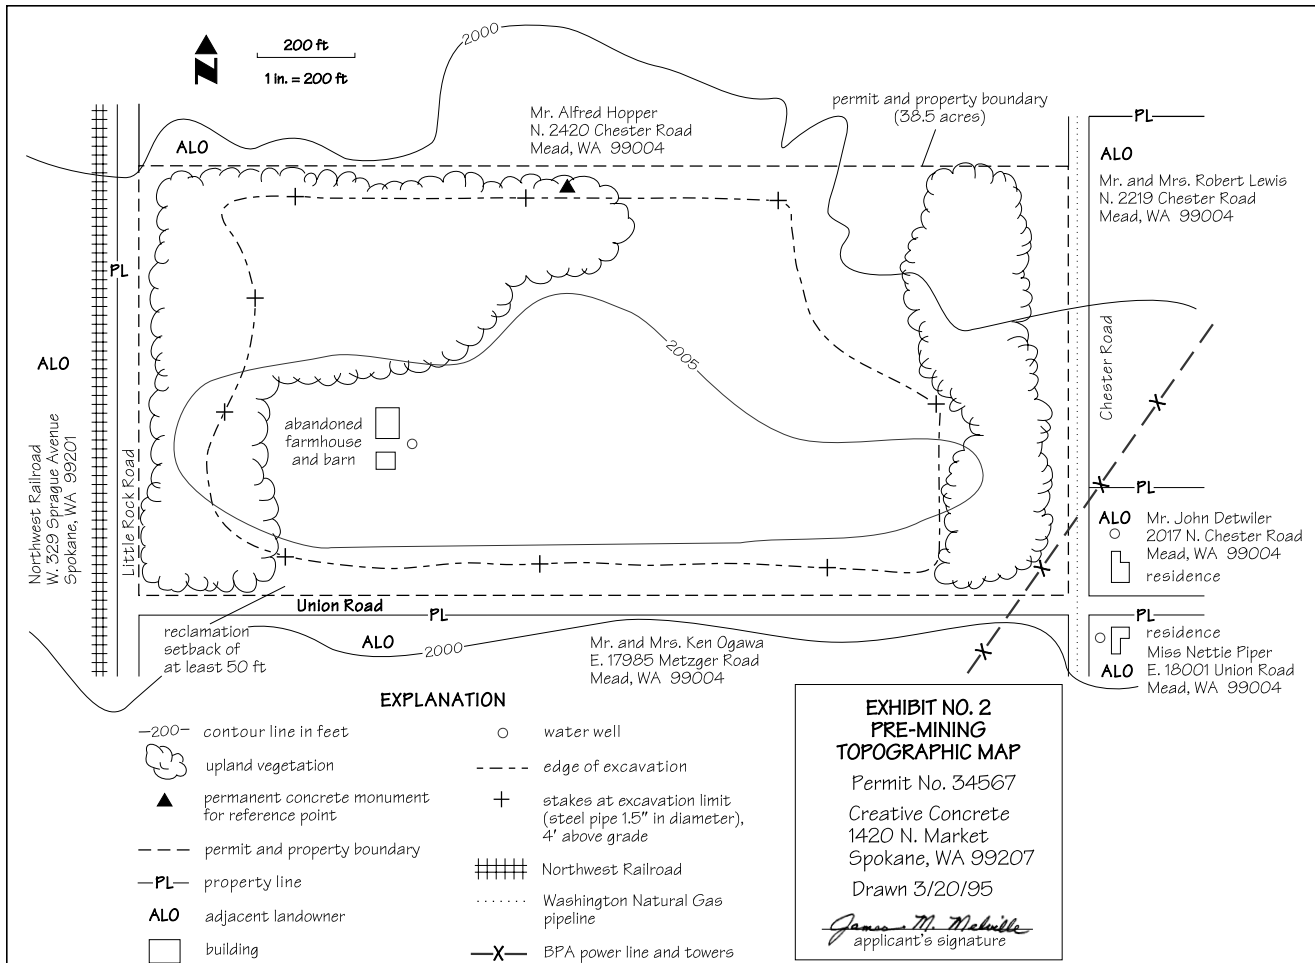 N
200 ft
1 in. = 200 ft
2000
Mr. Alfred Hopper
N. 2420 Chester Road
Mead, WA  99004
permit and property boundary
(38.5 acres)
PL
ALO
ALO
Mr. and Mrs. Robert Lewis
N. 2219 Chester Road
Mead, WA  99004
PL
2005
Chester Road
ALO
Northwest Railroad
W. 329 Sprague Avenue
Spokane, WA  99201
Little Rock Road
abandoned
farmhouse
and barn
PL
ALO
Mr. John Detwiler
2017 N. Chester Road
Mead, WA  99004
residence
Union Road
PL
PL
reclamation
setback of
at least 50 ft
ALO
2000
Mr. and Mrs. Ken Ogawa
E. 17985 Metzger Road
Mead, WA  99004
residence
Miss Nettie Piper
ALO
E. 18001 Union Road
Mead, WA  99004
EXPLANATION
–200– contour line in feet
upland vegetation
permanent concrete monument
for reference point
permit and property boundary
PL property line
ALO adjacent landowner
building
water well
edge of excavation
stakes at excavation limit
(steel pipe 1.5″ in diameter),
4′ above grade
Northwest Railroad
Washington Natural Gas
pipeline
X BPA power line and towers
EXHIBIT NO. 2
PRE-MINING
TOPOGRAPHIC MAP
Permit No. 34567
Creative Concrete
1420 N. Market
Spokane, WA 99207
Drawn 3/20/95
James M. Melville
applicant's signature